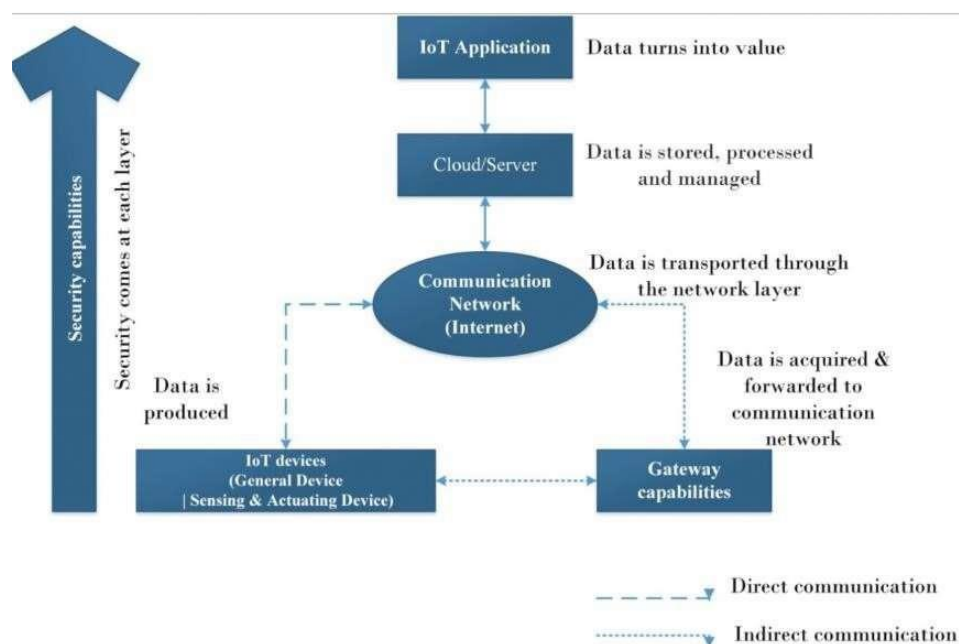 IoT Application
Data turns into value
Cloud/Server
Data is stored, processed
and managed
Communication
Network
(Internet)
Data is transported through
the network layer
Security capabilities
Security comes at each layer
Data is
produced
Data is acquired &
forwarded to
communication
network
IoT devices
(General Device
| Sensing & Actuating Device)
Gateway
capabilities
Direct communication
Indirect communication